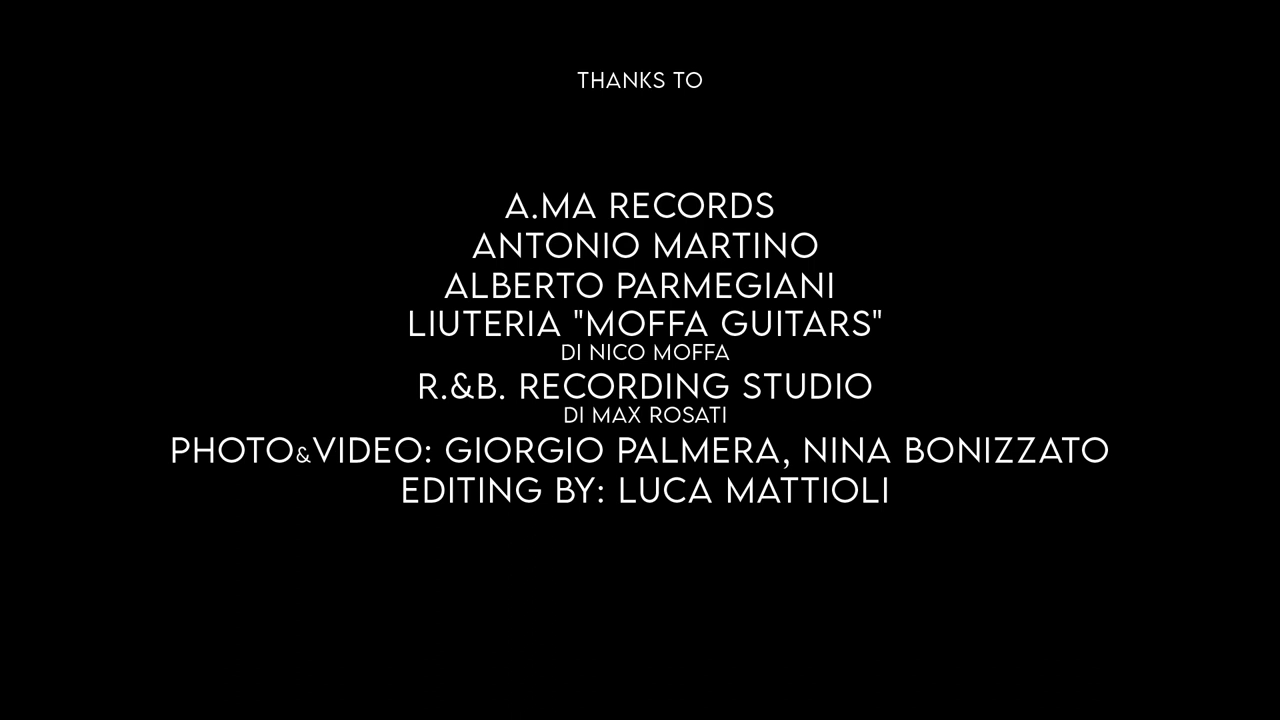 THANKS TO
A.MA RECORDS
ANTONIO MARTINO
ALBERTO PARMEGIANI
LIUTERIA "MOFFA GUITARS"
DI NICO MOFFA
R.&B. RECORDING STUDIO
DI MAX ROSATI
PHOTO&VIDEO: GIORGIO PALMERA, NINA BONIZZATO
EDITING BY: LUCA MATTIOLI